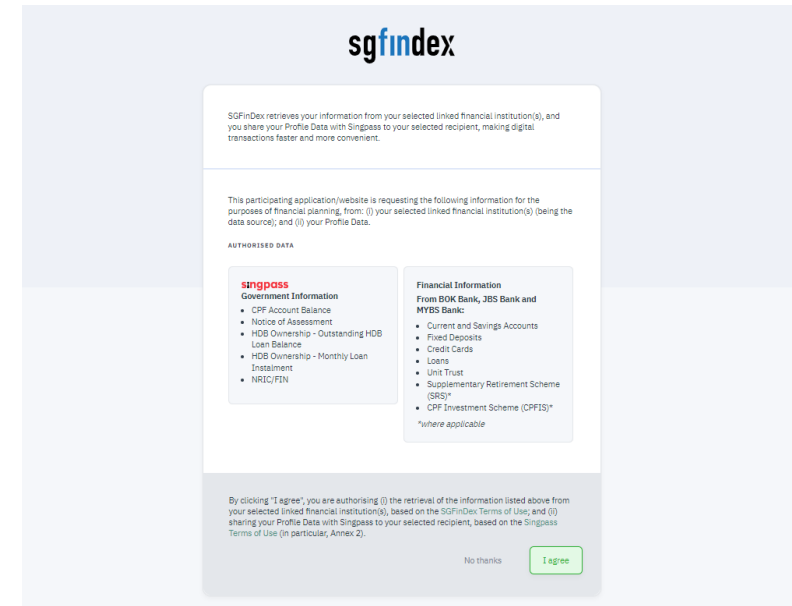 sgfindex
SGFinDex retrieves your information from your selected linked financial institution(s), and
you share your Profile Data with Singpass to your selected recipient, making digital
transactions faster and more convenient.
This participating application/website is requesting the following information for the
purposes of financial planning, from: (i) your selected linked financial institution(s) (being the
data source); and (ii) your Profile Data.
AUTHORISED DATA
singpass
Government Information
• CPF Account Balance
• Notice of Assessment
• HDB Ownership - Outstanding HDB
Loan Balance
• HDB Ownership - Monthly Loan
Instalment
• NRIC/FIN
Financial Information
From BOK Bank, JBS Bank and
MYBS Bank:
• Current and Savings Accounts
• Fixed Deposits
• Credit Cards
• Loans
• Unit Trust
• Supplementary Retirement Scheme
(SRS)*
• CPF Investment Scheme (CPFIS)*
*where applicable
By clicking "I agree", you are authorising (i) the retrieval of the information listed above from
your selected linked financial institution(s), based on the SGFinDex Terms of Use; and (ii)
sharing your Profile Data with Singpass to your selected recipient, based on the Singpass
Terms of Use (in particular, Annex 2).
No thanks
I agree